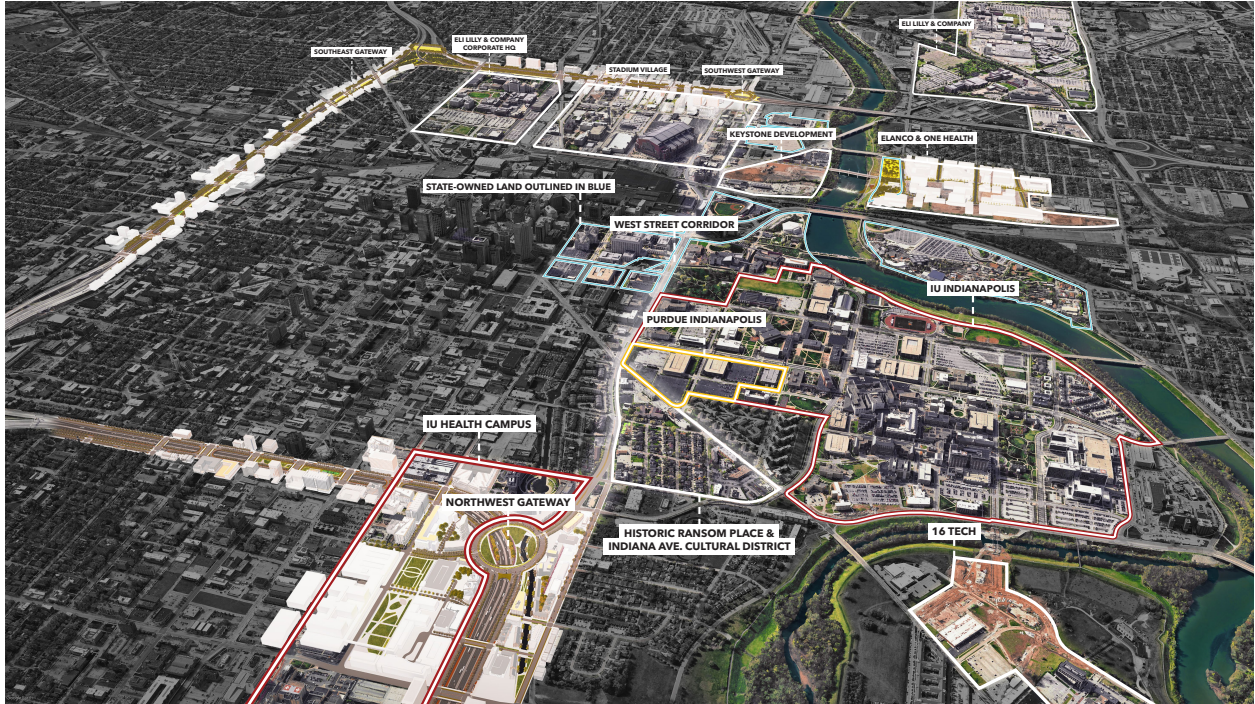 ELI LILLY & COMPANY
ELI LILLY & COMPANY
CORPORATE HQ
SOUTHEAST GATEWAY
STADIUM VILLAGE
SOUTHWEST GATEWAY
KEYSTONE DEVELOPMENT
ELANCO & ONE HEALTH
STATE-OWNED LAND OUTLINED IN BLUE
WEST STREET CORRIDOR
IU INDIANAPOLIS
PURDUE INDIANAPOLIS
IU HEALTH CAMPUS
NORTHWEST GATEWAY
HISTORIC RANSOM PLACE &
INDIANA AVE. CULTURAL DISTRICT
16 TECH